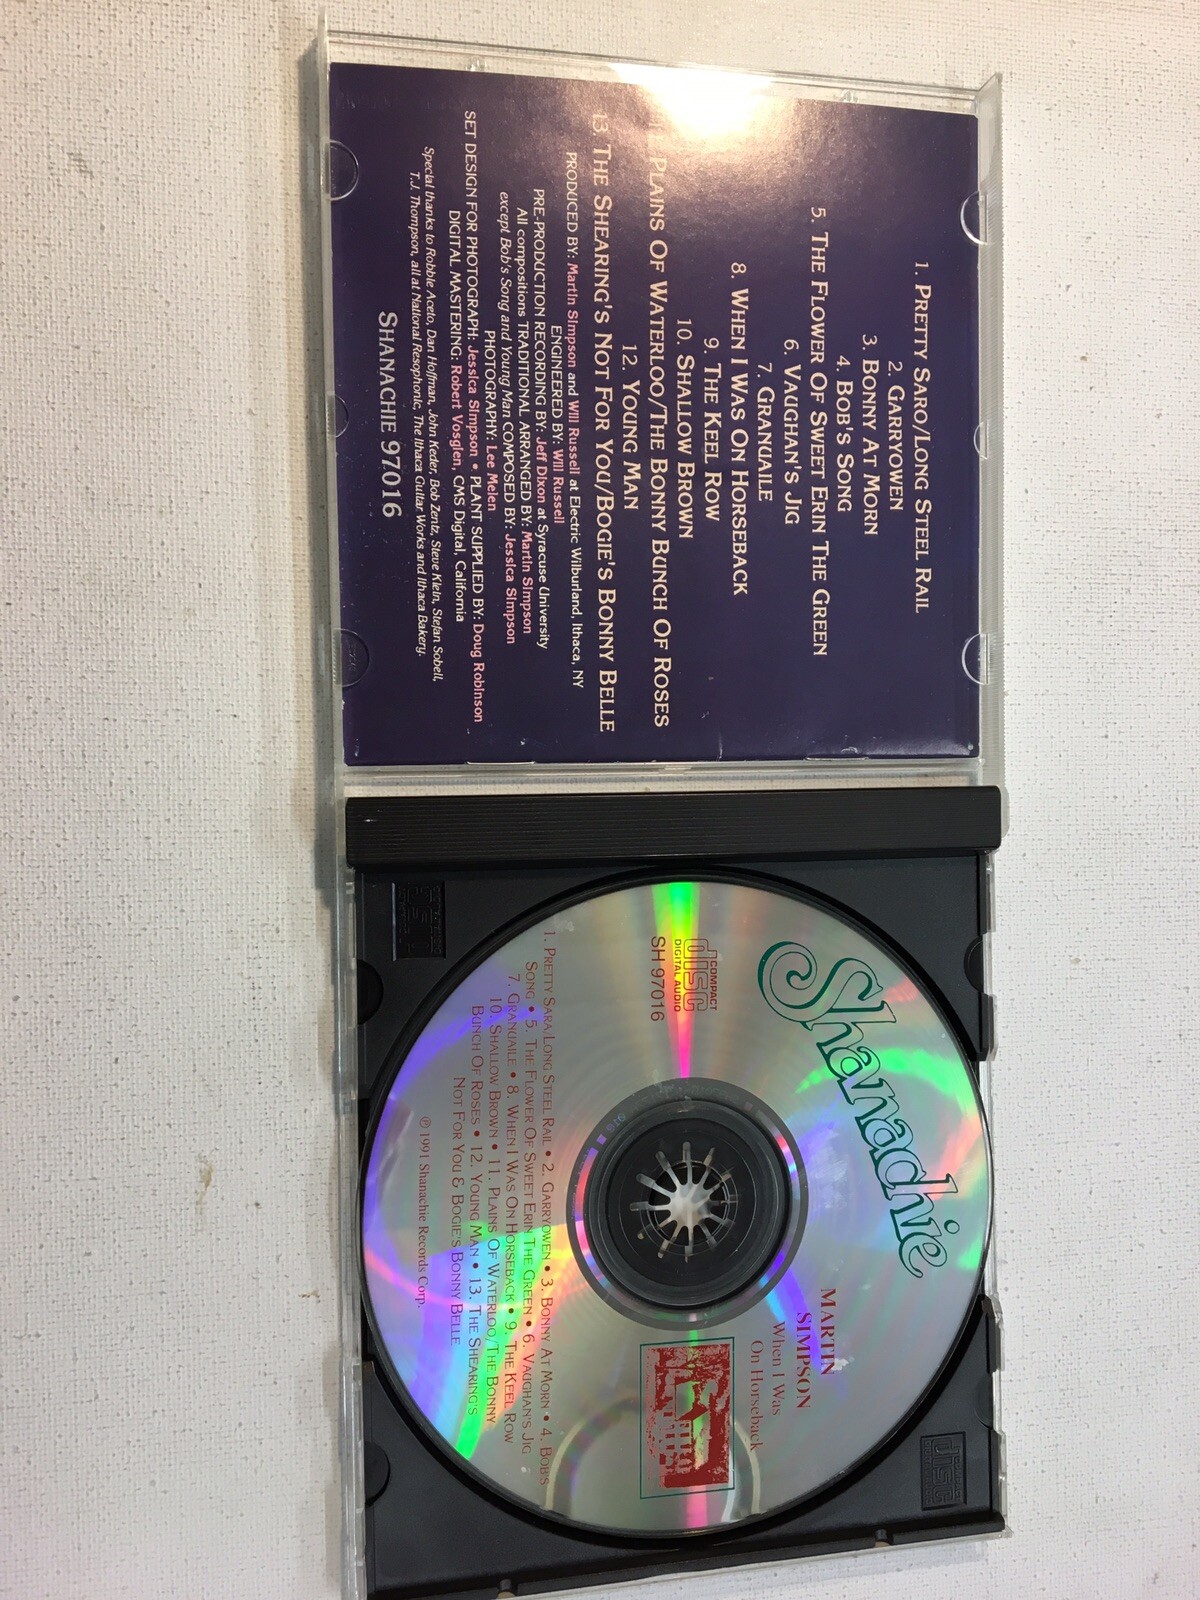 1. PRETTY SARO/LONG STEEL RAIL
2. GARRYOWEN
3. BONNY AT MORN
4. BOB'S SONG
5. THE FLOWER OF SWEET ERIN THE GREEN
6. VAUGHAN'S JIG
7. GRANUAILE
8. WHEN I WAS ON HORSEBACK
9. THE KEEL ROW
10. SHALLOW BROWN
PLAINS OF WATERLOO/THE BONNY BUNCH OF ROSES
12. YOUNG MAN
13. THE SHEARING'S NOT FOR YOU/BOGIE'S BONNY BELLE
PRODUCED BY: Martin Simpson and Will Russell at Electric Wilburland, Ithaca, NY
ENGINEERED BY: Will Russell
PRE-PRODUCTION RECORDING BY: Jeff Dixon at Syracuse University
All compositions TRADITIONAL ARRANGED BY: Martin Simpson
except Bob's Song and Young Man COMPOSED BY: Jessica Simpson
PHOTOGRAPHY: Lee Melen
SET DESIGN FOR PHOTOGRAPH: Jessica Simpson • PLANT SUPPLIED BY: Doug Robinson
DIGITAL MASTERING: Robert Vosgien, CMS Digital, California
Special thanks to Robbie Aceto, Dan Hoffman, John Keder, Bob Zentz, Steve Klein, Stefan Sobell,
T.J. Thompson, all at National Resophonic, The Ithaca Guitar Works and Ithaca Bakery.
SHANACHIE 97016
Shanachie
MARTIN
SIMPSON
When I Was
On Horseback
COMPACT
disc
DIGITAL AUDIO
SH 97016
1. PRETTY SARA/LONG STEEL RAIL • 2. GARRYOWEN • 3. BONNY AT MORN • 4. BOB'S
SONG • 5. THE FLOWER OF SWEET ERIN THE GREEN • 6. VAUGHAN'S JIG
7. GRANUAILE • 8. WHEN I WAS ON HORSEBACK • 9. THE KEEL ROW
10. SHALLOW BROWN • 11. PLAINS OF WATERLOO/THE BONNY
BUNCH OF ROSES • 12. YOUNG MAN • 13. THE SHEARING'S
NOT FOR YOU & BOGIE'S BONNY BELLE
℗ 1991 Shanachie Records Corp.
disc